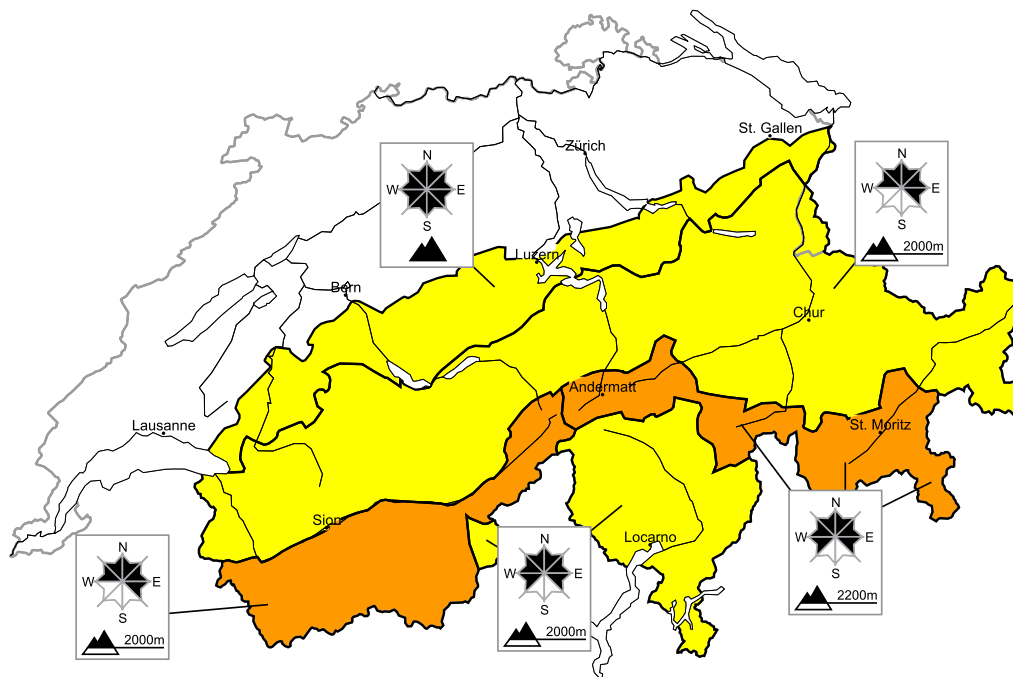 St. Gallen
Zürich
N
W E
S
N
W E
S
2000m
Luzern
Bern
Chur
Andermatt
Lausanne
St. Moritz
Sion
Locarno
N
W E
S
2200m
N
W E
S
2000m
N
W E
S
2000m